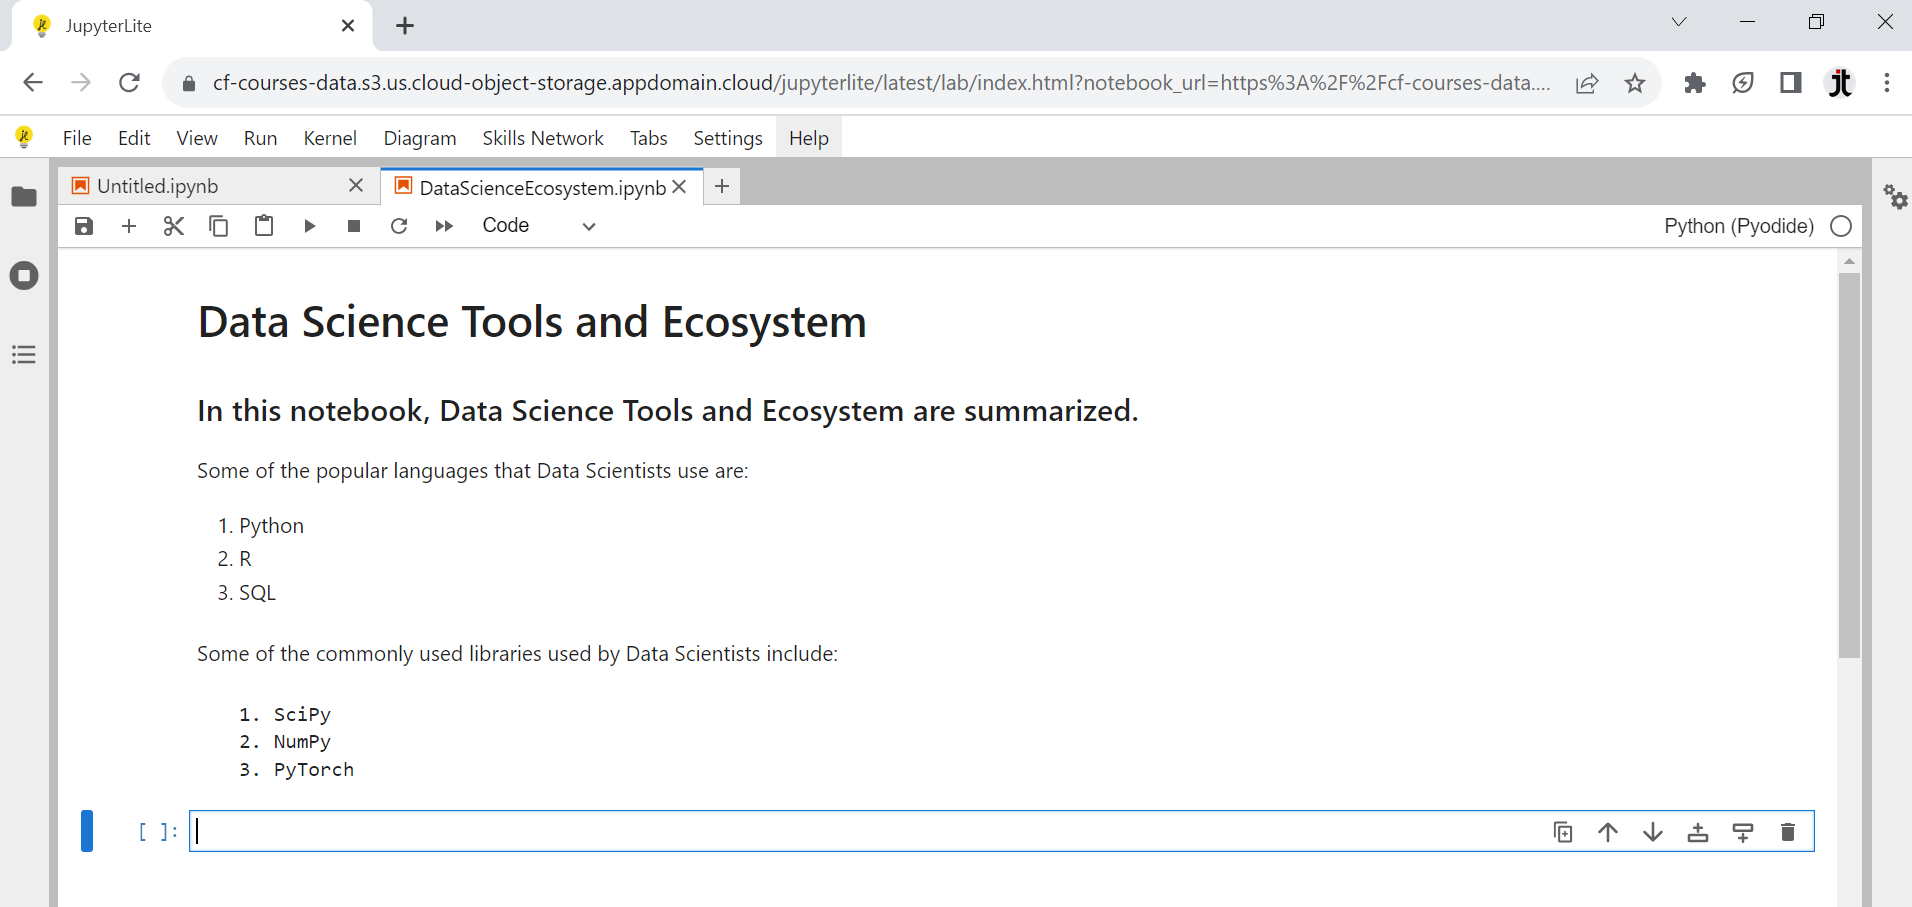 JupyterLite
cf-courses-data.s3.us.cloud-object-storage.appdomain.cloud/jupyterlite/latest/lab/index.html?notebook_url=https%3A%2F%2Fcf-courses-data....
jt
File Edit View Run Kernel Diagram Skills Network Tabs Settings Help
Untitled.ipynb DataScienceEcosystem.ipynb
Code Python (Pyodide)
Data Science Tools and Ecosystem
In this notebook, Data Science Tools and Ecosystem are summarized.
Some of the popular languages that Data Scientists use are:
1. Python
2. R
3. SQL
Some of the commonly used libraries used by Data Scientists include:
1. SciPy
2. NumPy
3. PyTorch
[ ]: